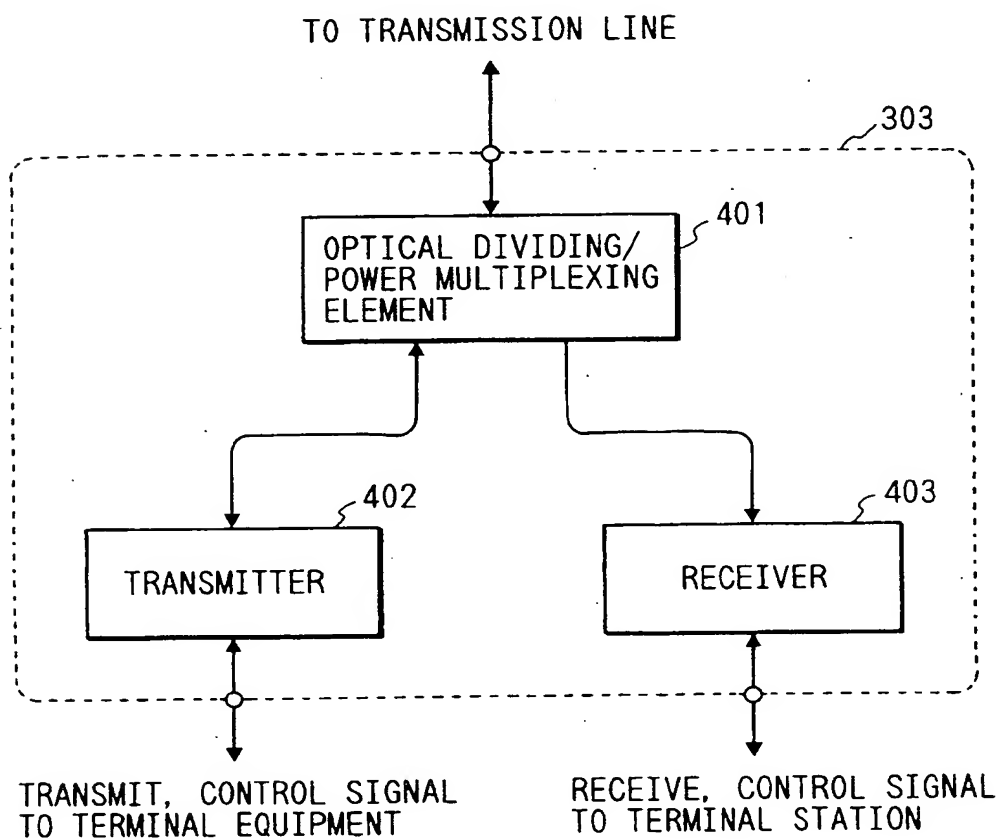 TO TRANSMISSION LINE
303
401
OPTICAL DIVIDING/
POWER MULTIPLEXING
ELEMENT
402
403
TRANSMITTER
RECEIVER
TRANSMIT, CONTROL SIGNAL
TO TERMINAL EQUIPMENT
RECEIVE, CONTROL SIGNAL
TO TERMINAL STATION